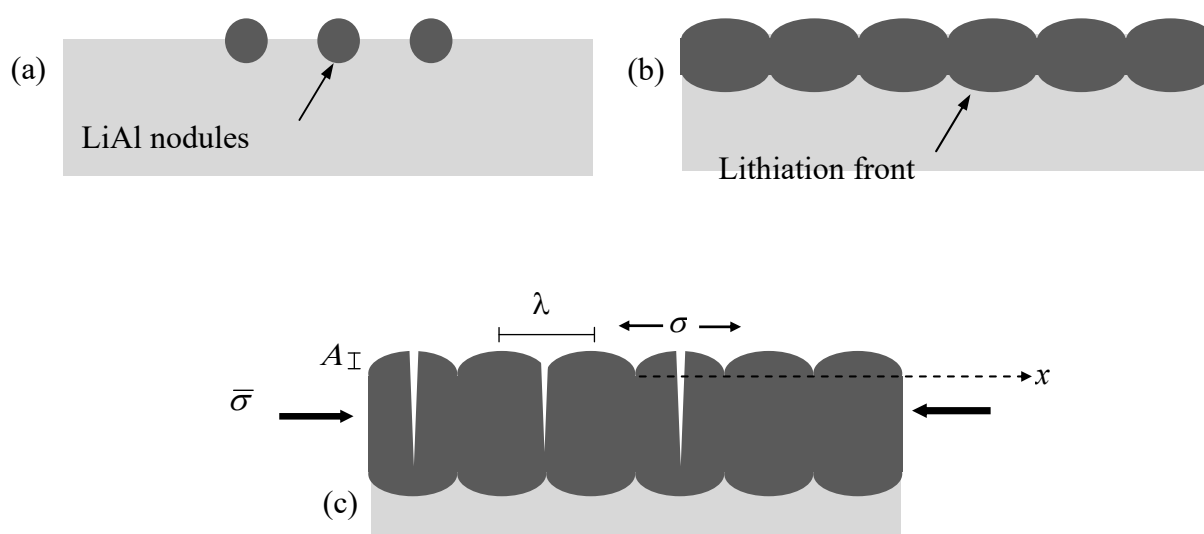 (a)
LiAl nodules
(b)
Lithiation front
λ
σ
A
x
σ̅
(c)